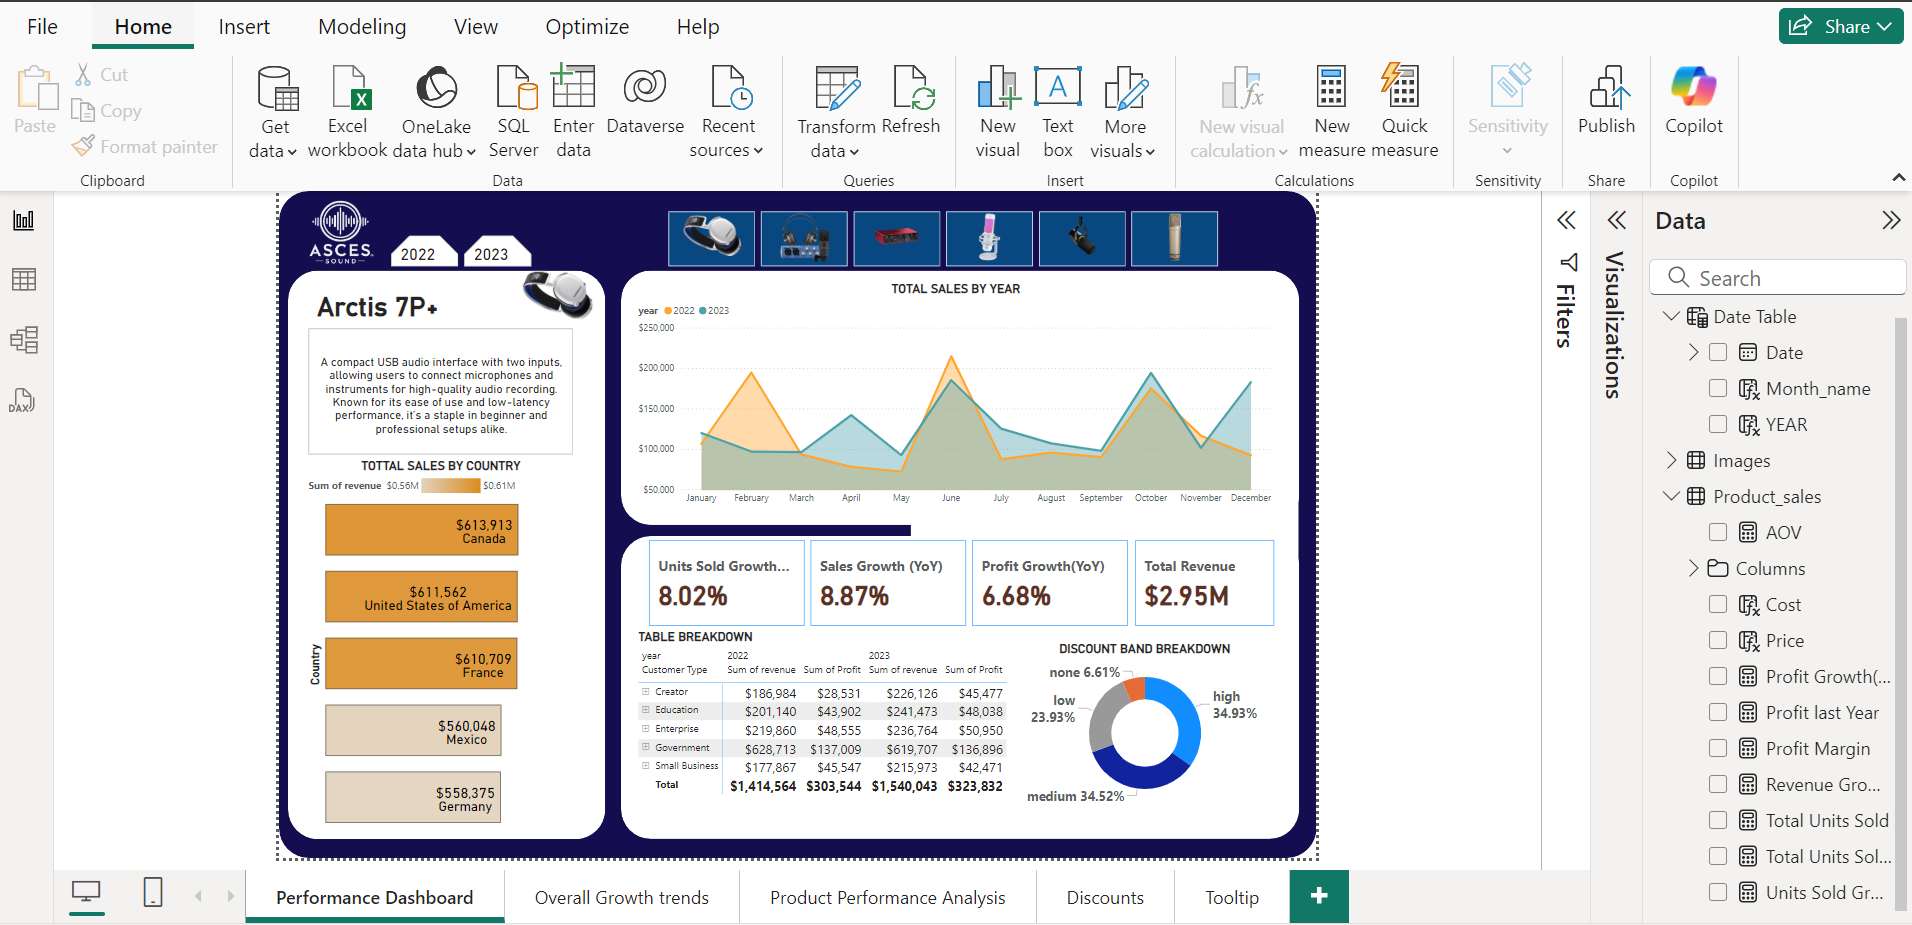 File
Home
Insert
Modeling
View
Optimize
Help
Share
Paste
Cut
Copy
Format painter
Clipboard
Get data
Excel workbook
OneLake data hub
SQL Server
Enter data
Dataverse
Recent sources
Data
Transform data
Refresh
Queries
New visual
Text box
More visuals
Insert
New visual calculation
New measure
Quick measure
Calculations
Sensitivity
Sensitivity
Publish
Share
Copilot
Copilot
DAX
ASCES
SOUND
2022
2023
Arctis 7P+
A compact USB audio interface with two inputs,
allowing users to connect microphones and
instruments for high-quality audio recording.
Known for its ease of use and low-latency
performance, it's a staple in beginner and
professional setups alike.
TOTTAL SALES BY COUNTRY
Sum of revenue $0.56M $0.61M
Country
$613,913
Canada
$611,562
United States of America
$610,709
France
$560,048
Mexico
$558,375
Germany
TOTAL SALES BY YEAR
year 2022 2023
$250,000
$200,000
$150,000
$100,000
$50,000
January February March April May June July August September October November December
Units Sold Growth...
8.02%
Sales Growth (YoY)
8.87%
Profit Growth(YoY)
6.68%
Total Revenue
$2.95M
TABLE BREAKDOWN
year 2022 2023
Customer Type Sum of revenue Sum of Profit Sum of revenue Sum of Profit
Creator $186,984 $28,531 $226,126 $45,477
Education $201,140 $43,902 $241,473 $48,038
Enterprise $219,860 $48,555 $236,764 $50,950
Government $628,713 $137,009 $619,707 $136,896
Small Business $177,867 $45,547 $215,973 $42,471
Total $1,414,564 $303,544 $1,540,043 $323,832
DISCOUNT BAND BREAKDOWN
none 6.61%
low
23.93%
high
34.93%
medium 34.52%
Filters
Visualizations
Data
Search
Date Table
Date
Month_name
YEAR
Images
Product_sales
AOV
Columns
Cost
Price
Profit Growth(...
Profit last Year
Profit Margin
Revenue Gro...
Total Units Sold
Total Units Sol...
Units Sold Gr...
Performance Dashboard
Overall Growth trends
Product Performance Analysis
Discounts
Tooltip
+